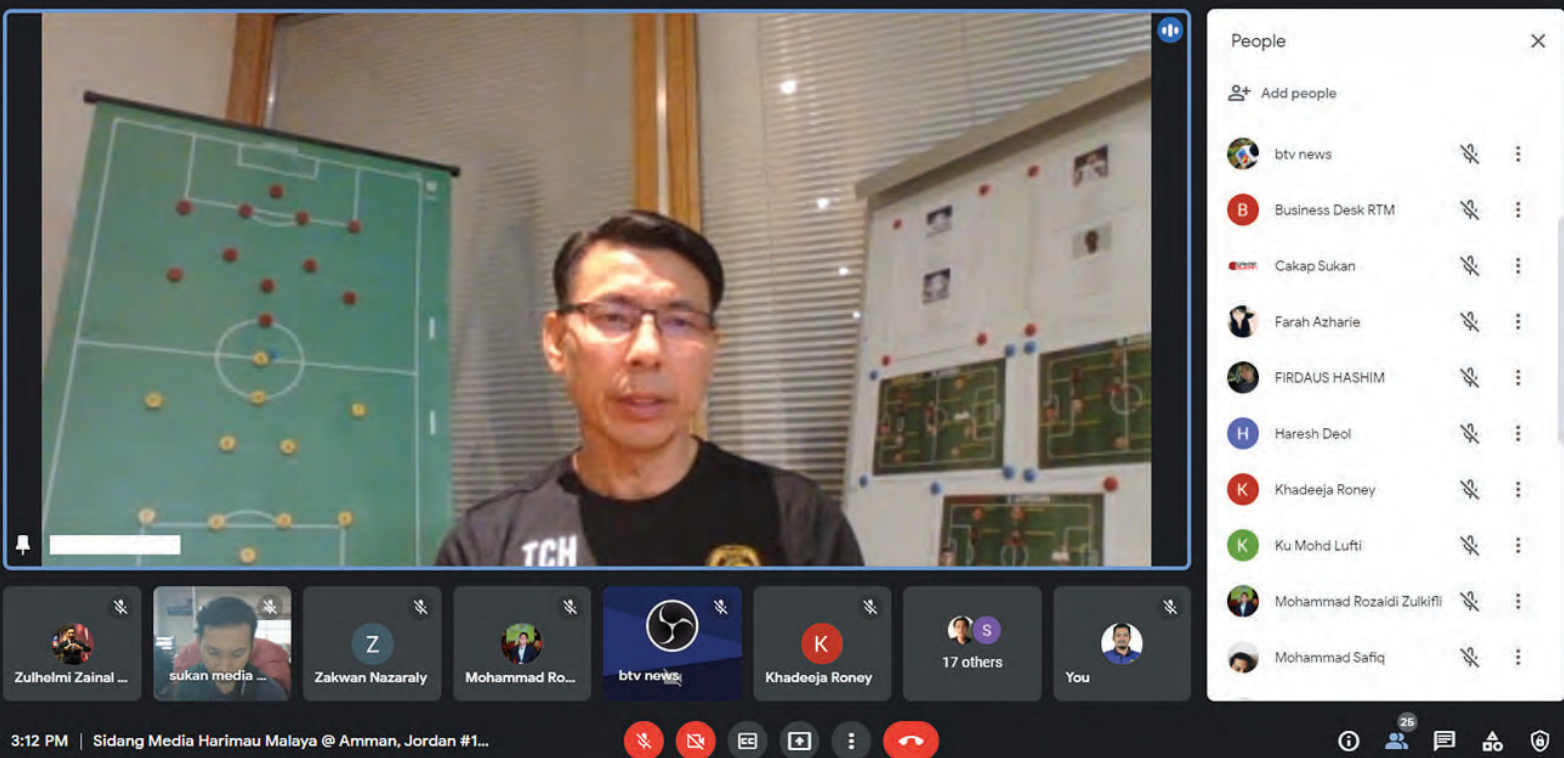 TCH
People
Add people
btv news
B
Business Desk RTM
Cakap Sukan
Farah Azharie
FIRDAUS HASHIM
H
Haresh Deol
K
Khadeeja Roney
K
Ku Mohd Lufti
Mohammad Rozaidi Zulkifli
Mohammad Safiq
Zulhelmi Zainal ...
sukan media ...
Z
Zakwan Nazaraly
Mohammad Ro...
btv news
K
Khadeeja Roney
S
17 others
You
3:12 PM | Sidang Media Harimau Malaya @ Amman, Jordan #1...
CC
25